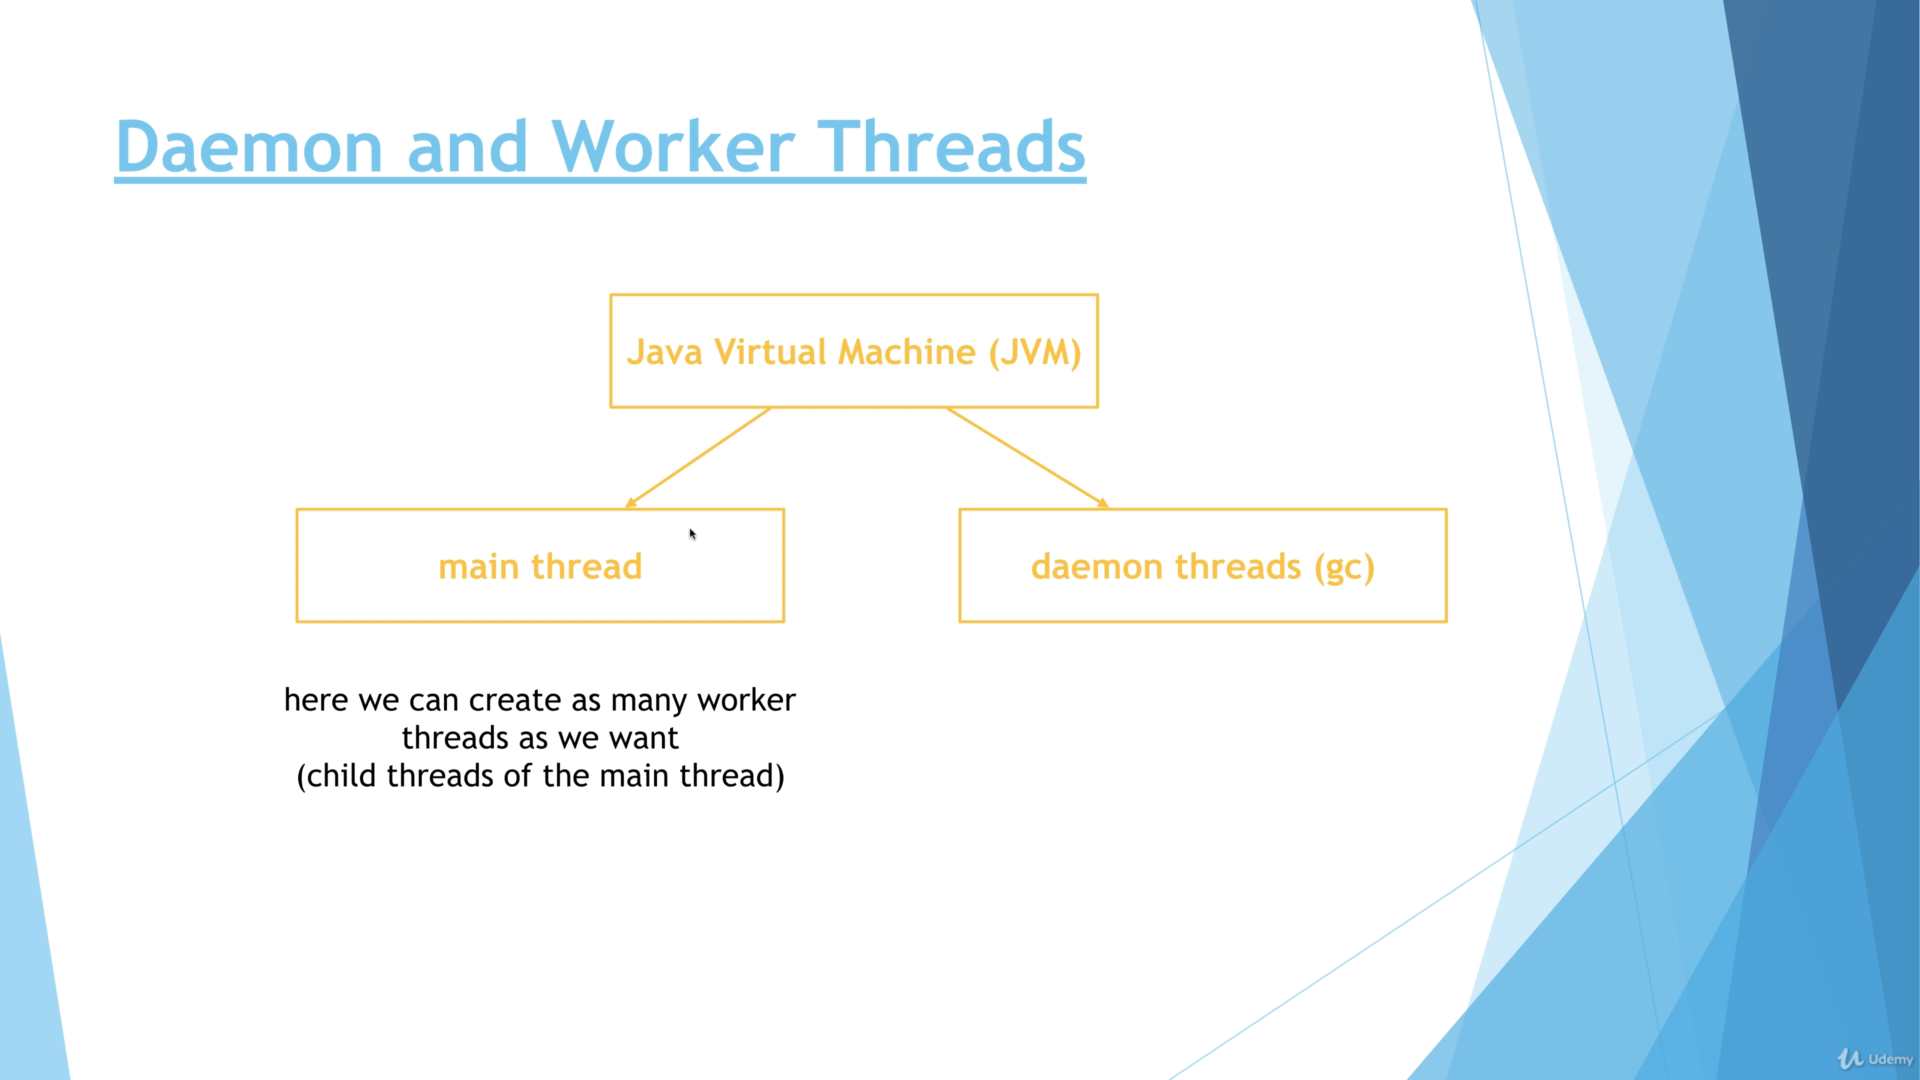 Daemon and Worker Threads
Java Virtual Machine (JVM)
main thread
daemon threads (gc)
here we can create as many worker
threads as we want
(child threads of the main thread)
Udemy